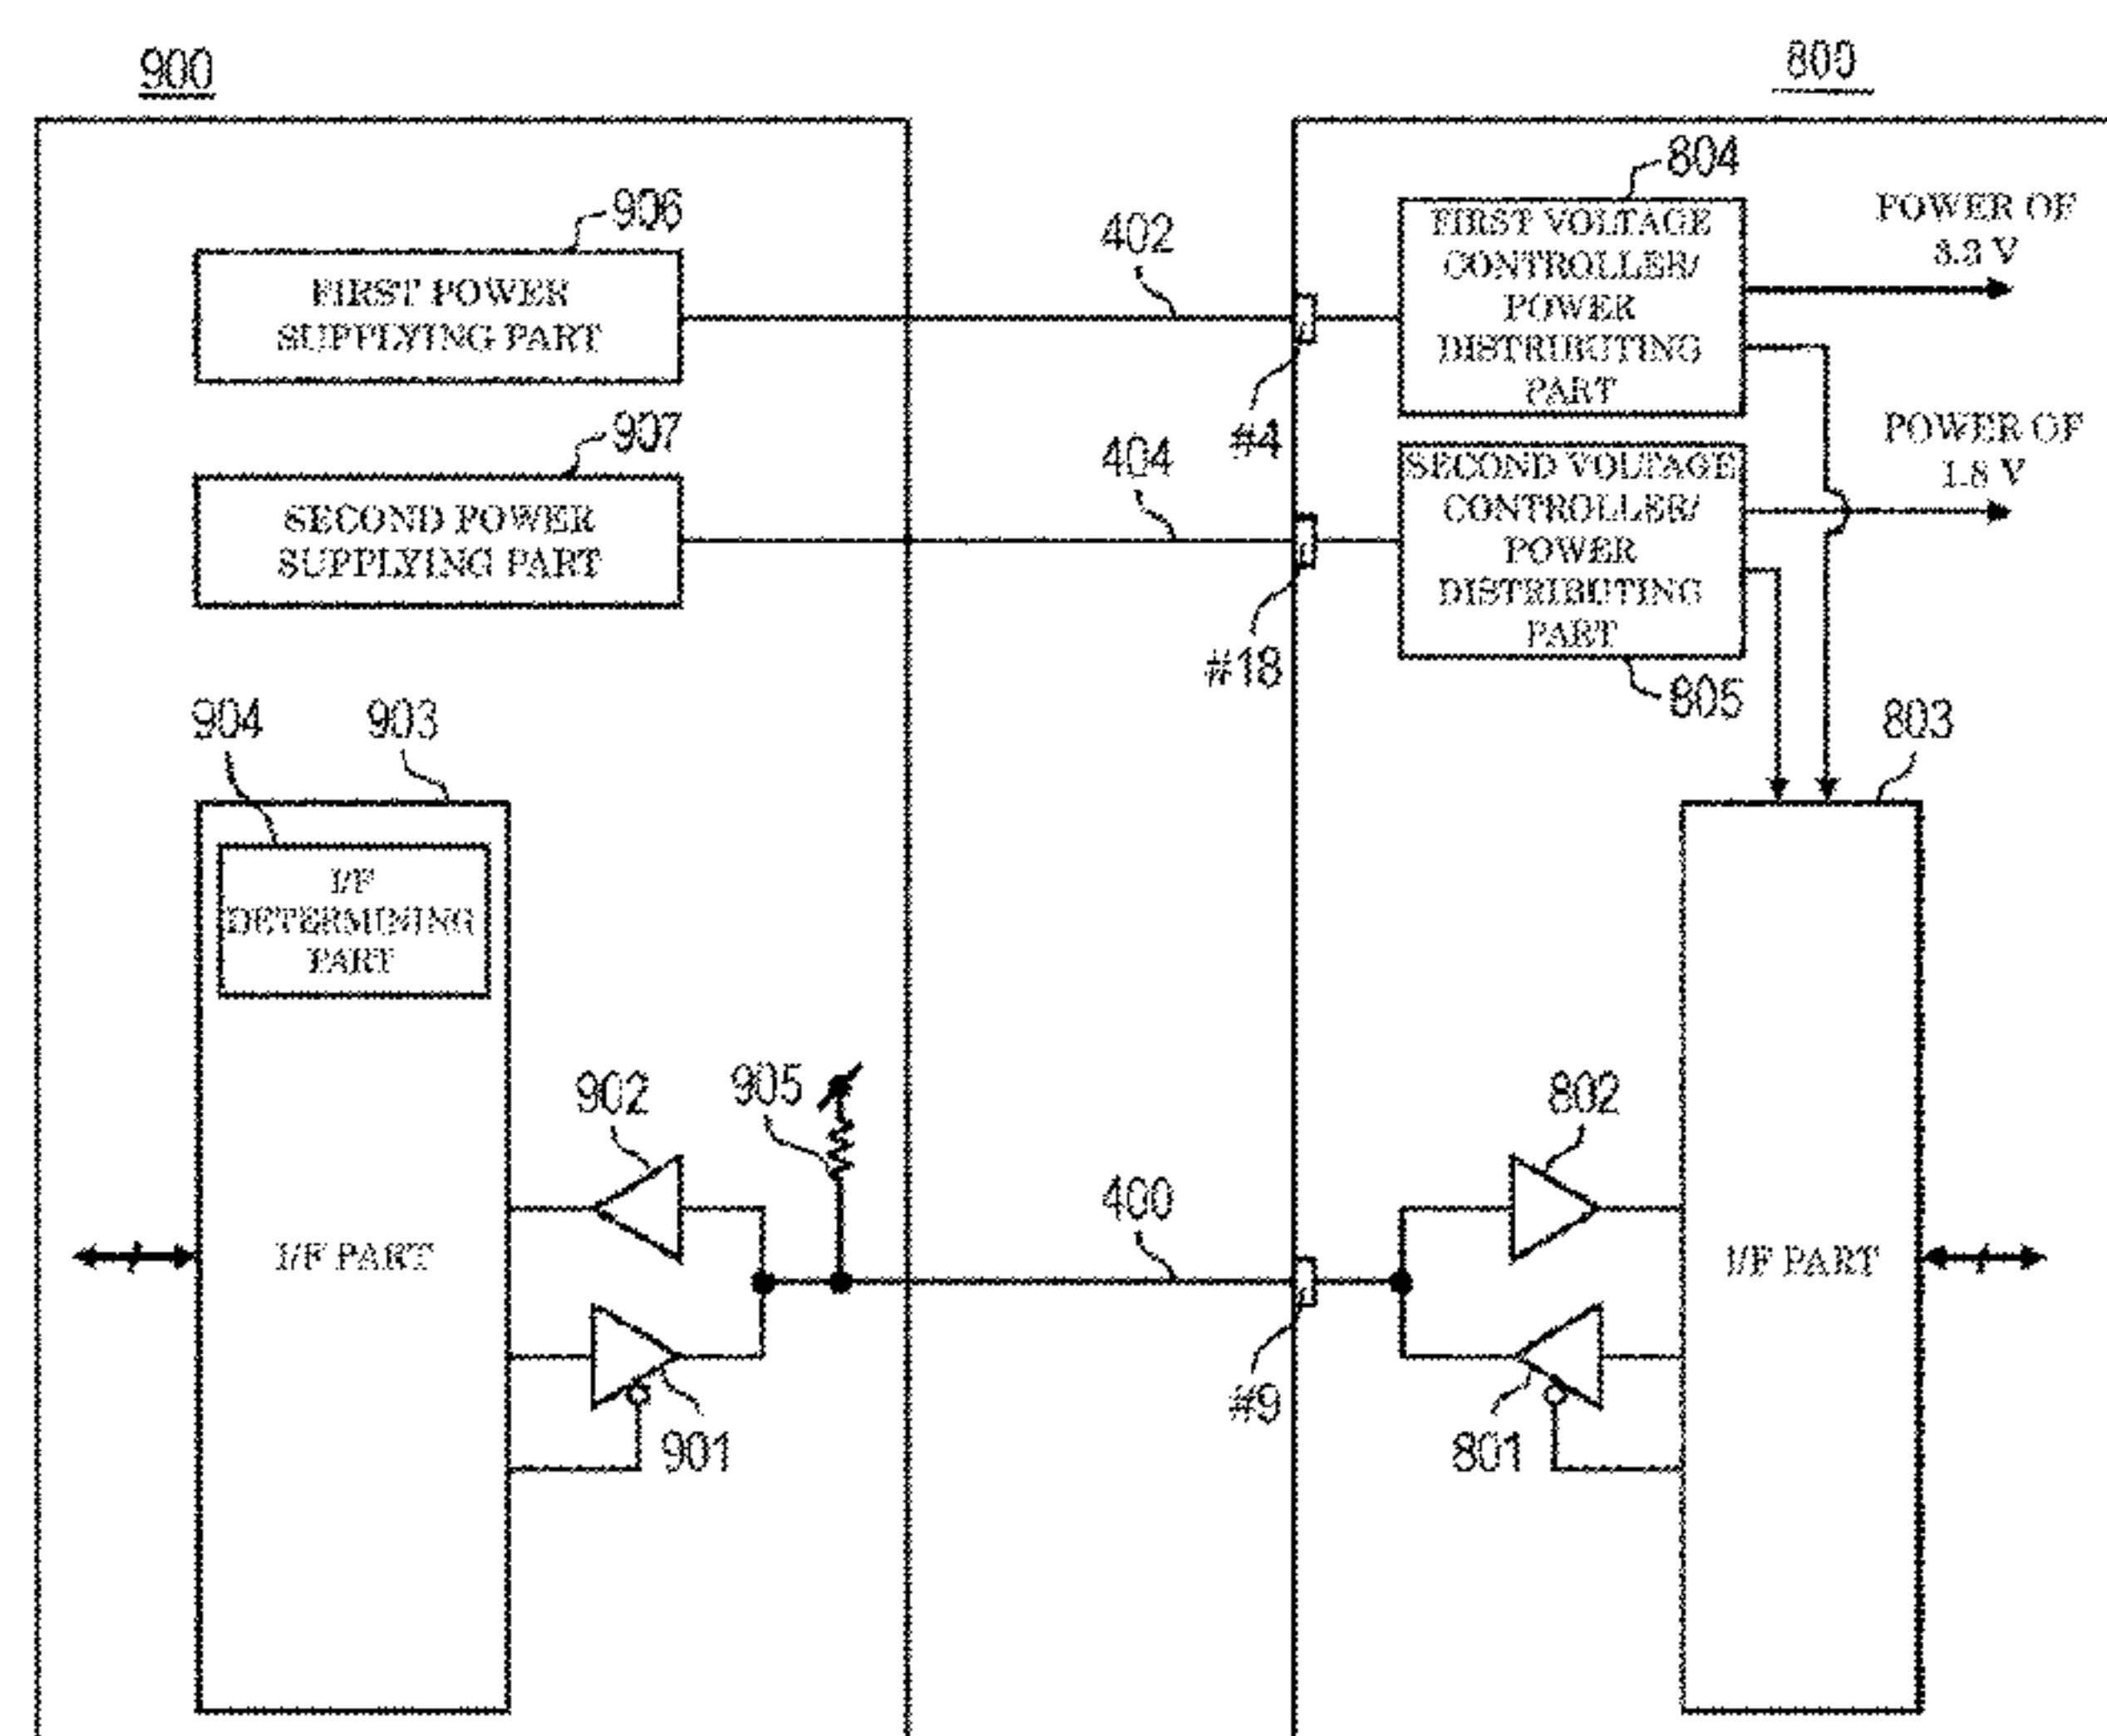 900
800
804
POWER OF
3.3 V
906
402
FIRST VOLTAGE
CONTROLLER/
POWER
DISTRIBUTING
PART
FIRST POWER
SUPPLYING PART
#4
907
404
POWER OF
1.8 V
SECOND VOLTAGE
CONTROLLER/
POWER
DISTRIBUTING
PART
SECOND POWER
SUPPLYING PART
#18
805
904
903
803
I/F
DETERMINING
PART
902
905
802
400
I/F PART
I/F PART
#9
901
801